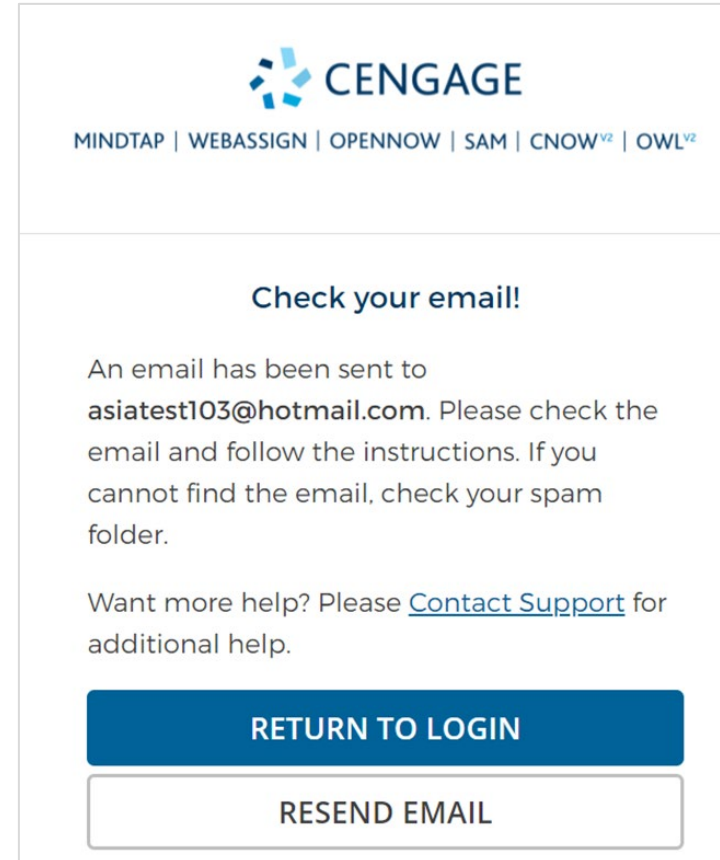 CENGAGE
MINDTAP | WEBASSIGN | OPENNOW | SAM | CNOWV2 | OWLV2
Check your email!
An email has been sent to
asiatest103@hotmail.com. Please check the
email and follow the instructions. If you
cannot find the email, check your spam
folder.
Want more help? Please Contact Support for
additional help.
RETURN TO LOGIN
RESEND EMAIL